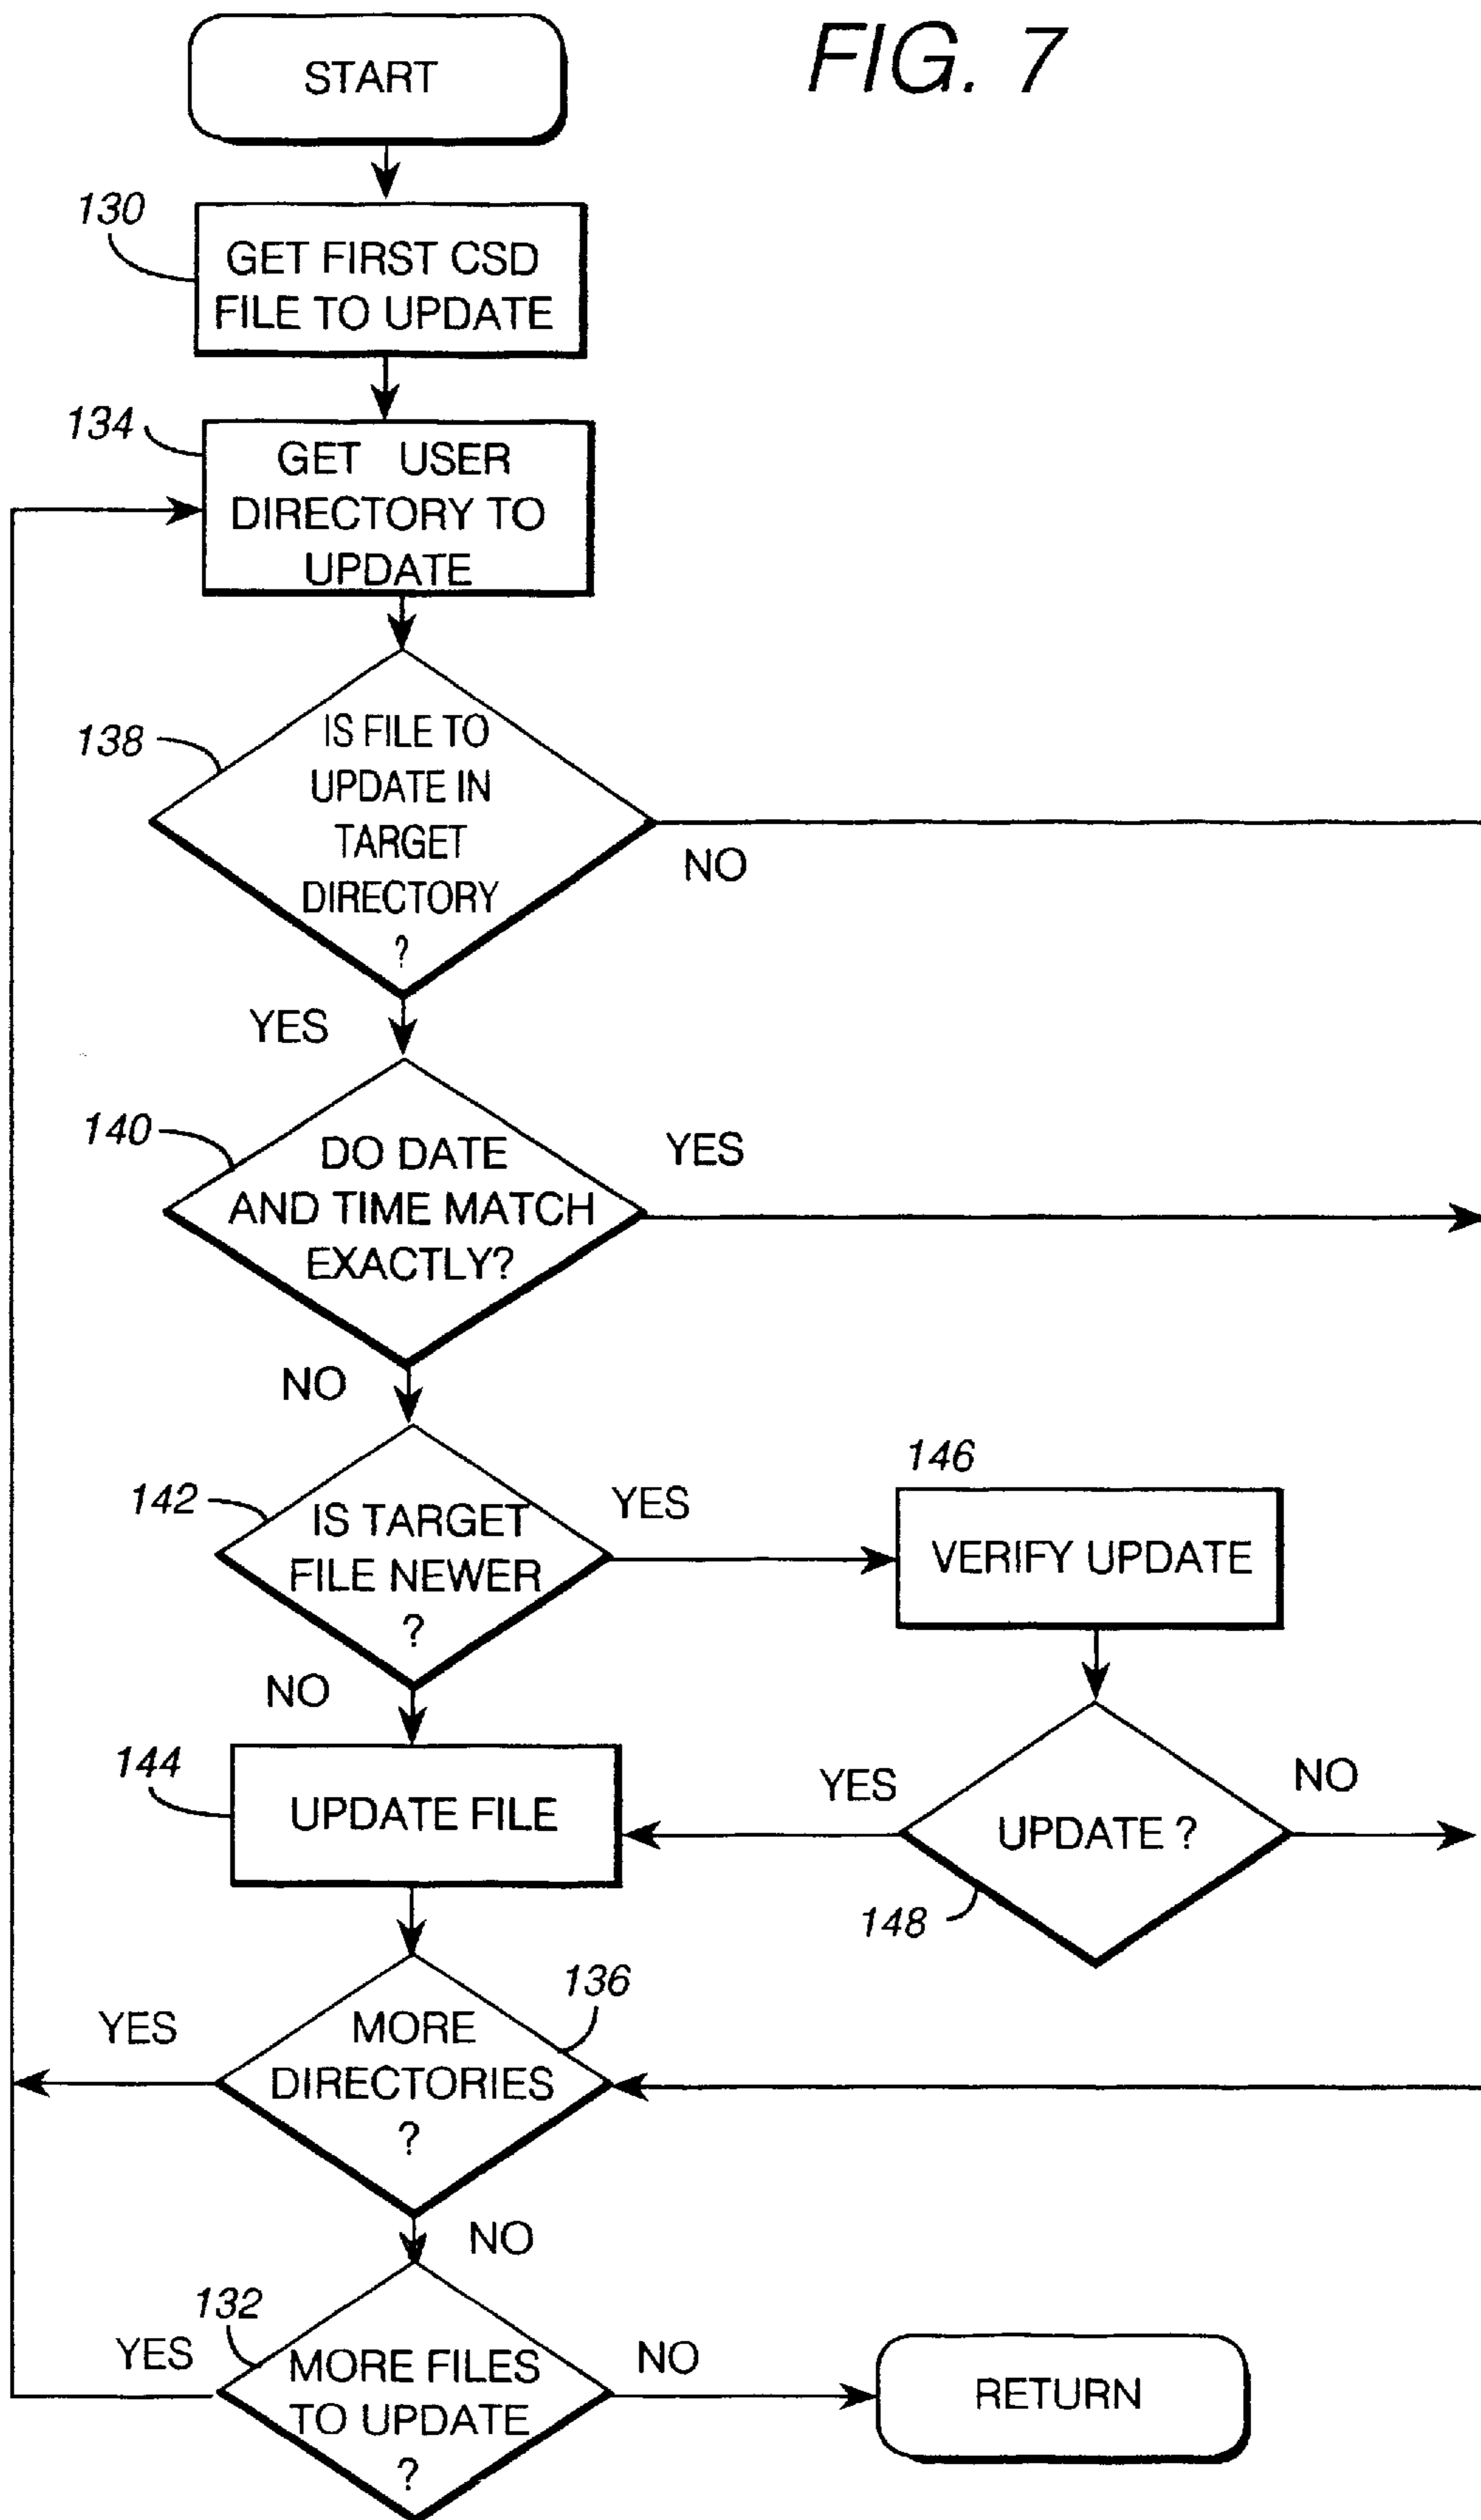 FIG. 7
START
130
GET FIRST CSD
FILE TO UPDATE
134
GET USER
DIRECTORY TO
UPDATE
138
IS FILE TO
UPDATE IN
TARGET
DIRECTORY
?
NO
YES
140
DO DATE
AND TIME MATCH
EXACTLY?
YES
NO
142
IS TARGET
FILE NEWER
?
YES
146
VERIFY UPDATE
NO
144
UPDATE FILE
YES
UPDATE ?
NO
148
136
MORE
DIRECTORIES
?
YES
NO
132
MORE FILES
TO UPDATE
?
YES
NO
RETURN